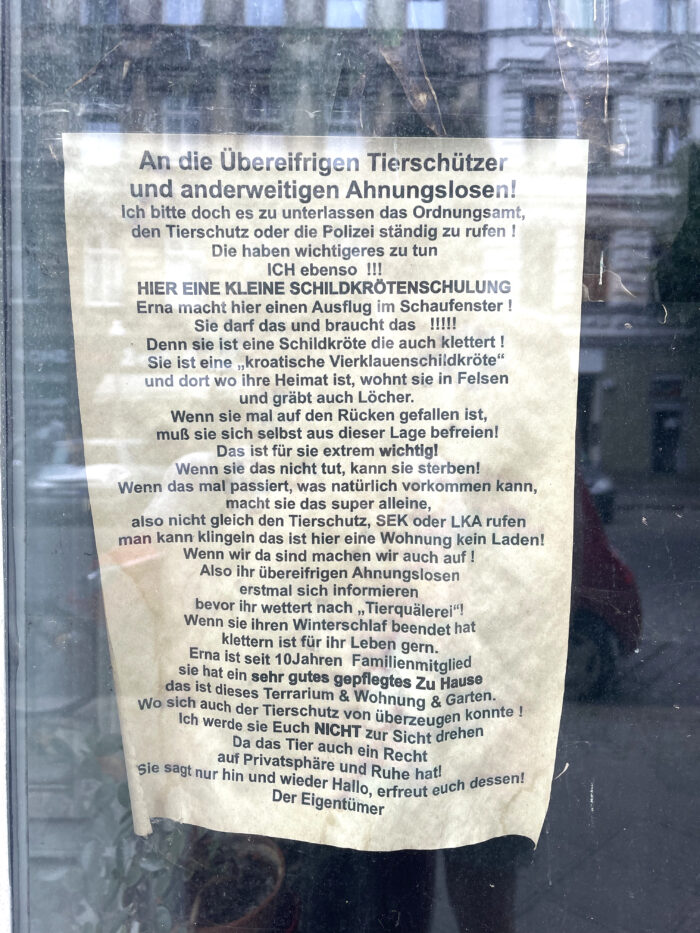 An die Übereifrigen Tierschützer
und anderweitigen Ahnungslosen!
Ich bitte doch es zu unterlassen das Ordnungsamt,
den Tierschutz oder die Polizei ständig zu rufen !
Die haben wichtigeres zu tun
ICH ebenso !!!
HIER EINE KLEINE SCHILDKRÖTENSCHULUNG
Erna macht hier einen Ausflug im Schaufenster !
Sie darf das und braucht das !!!!!
Denn sie ist eine Schildkröte die auch klettert !
Sie ist eine „kroatische Vierklauenschildkröte“
und dort wo ihre Heimat ist, wohnt sie in Felsen
und gräbt auch Löcher.
Wenn sie mal auf den Rücken gefallen ist,
muß sie sich selbst aus dieser Lage befreien!
Das ist für sie extrem wichtig!
Wenn sie das nicht tut, kann sie sterben!
Wenn das mal passiert, was natürlich vorkommen kann,
macht sie das super alleine,
also nicht gleich den Tierschutz, SEK oder LKA rufen
man kann klingeln das ist hier eine Wohnung kein Laden!
Wenn wir da sind machen wir auch auf !
Also ihr übereifrigen Ahnungslosen
erstmal sich informieren
bevor ihr wettert nach „Tierquälerei“!
Wenn sie ihren Winterschlaf beendet hat
klettern ist für ihr Leben gern.
Erna ist seit 10Jahren Familienmitglied
sie hat ein sehr gutes gepflegtes Zu Hause
das ist dieses Terrarium & Wohnung & Garten.
Wo sich auch der Tierschutz von überzeugen konnte !
Ich werde sie Euch NICHT zur Sicht drehen
Da das Tier auch ein Recht
auf Privatsphäre und Ruhe hat!
Sie sagt nur hin und wieder Hallo, erfreut euch dessen!
Der Eigentümer